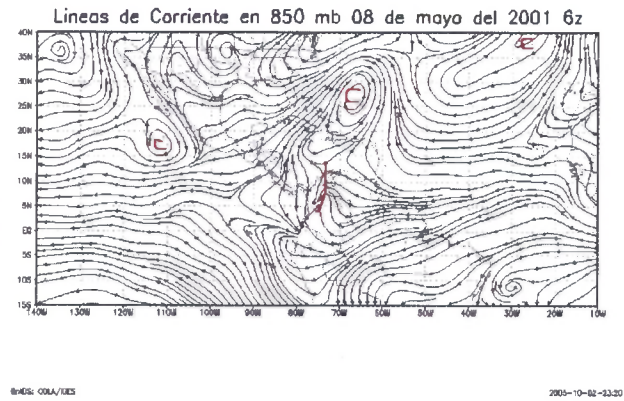 Lineas de Corriente en 850 mb 08 de mayo del 2001 6z
40N
35N
30N
25N
20N
15N
10N
5N
EQ
5S
10S
15S
140W 130W 120W 110W 100W 90W 80W 70W 60W 50W 40W 30W 20W 10W
GrADS: COLA/IGES 2005-10-02-23:20